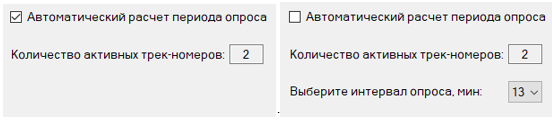 Автоматический расчет периода опроса
Количество активных трек-номеров: 2
Автоматический расчет периода опроса
Количество активных трек-номеров: 2
Выберите интервал опроса, мин: 13